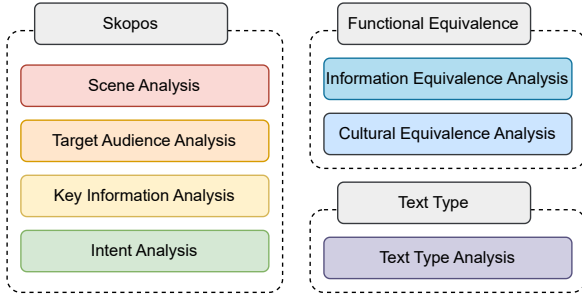 Skopos
Scene Analysis
Target Audience Analysis
Key Information Analysis
Intent Analysis
Functional Equivalence
Information Equivalence Analysis
Cultural Equivalence Analysis
Text Type
Text Type Analysis